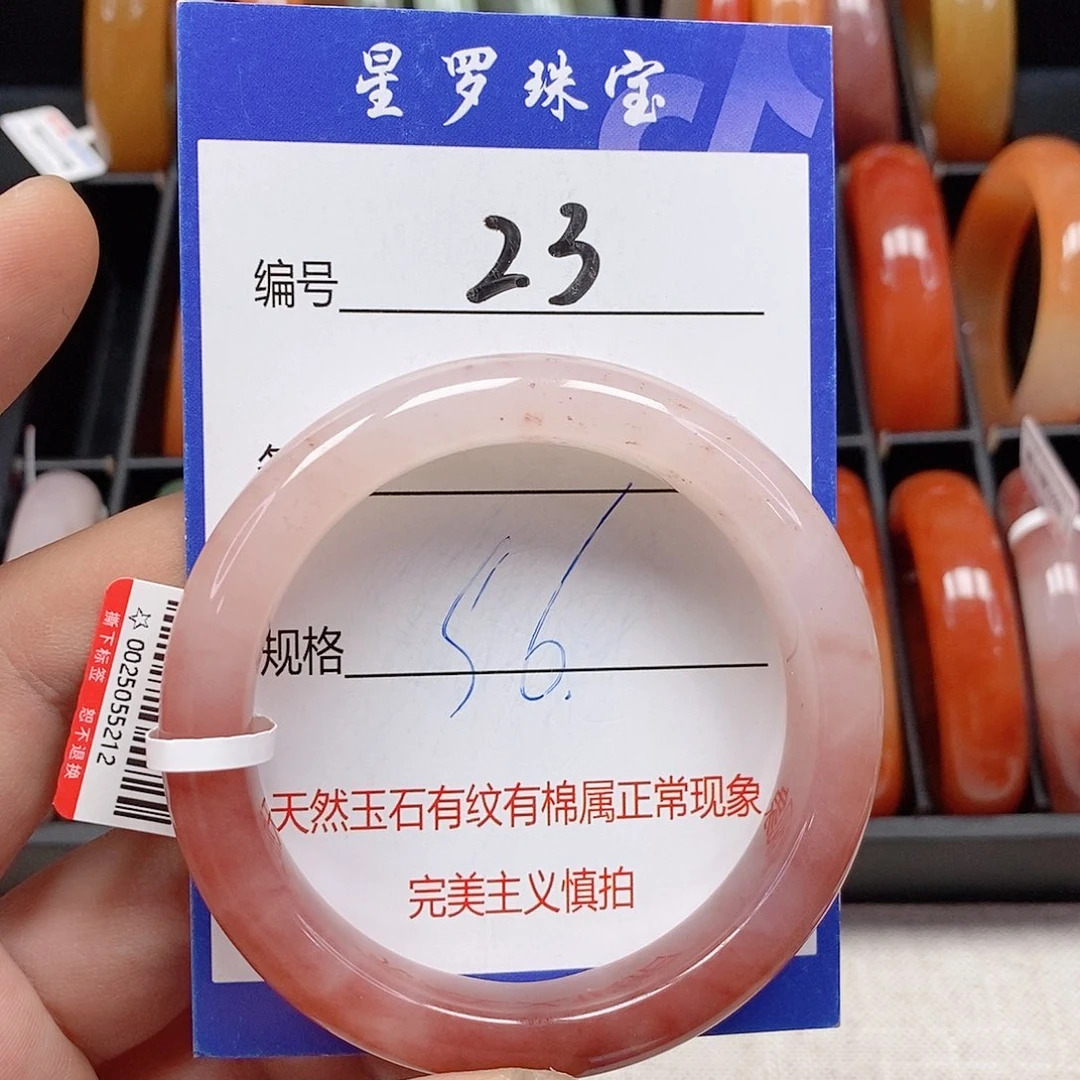 星罗珠宝
编号 23
规格 56.
天然玉石有纹有棉属正常现象
完美主义慎拍
☆ 0025055212
撕下标签 恕不退换